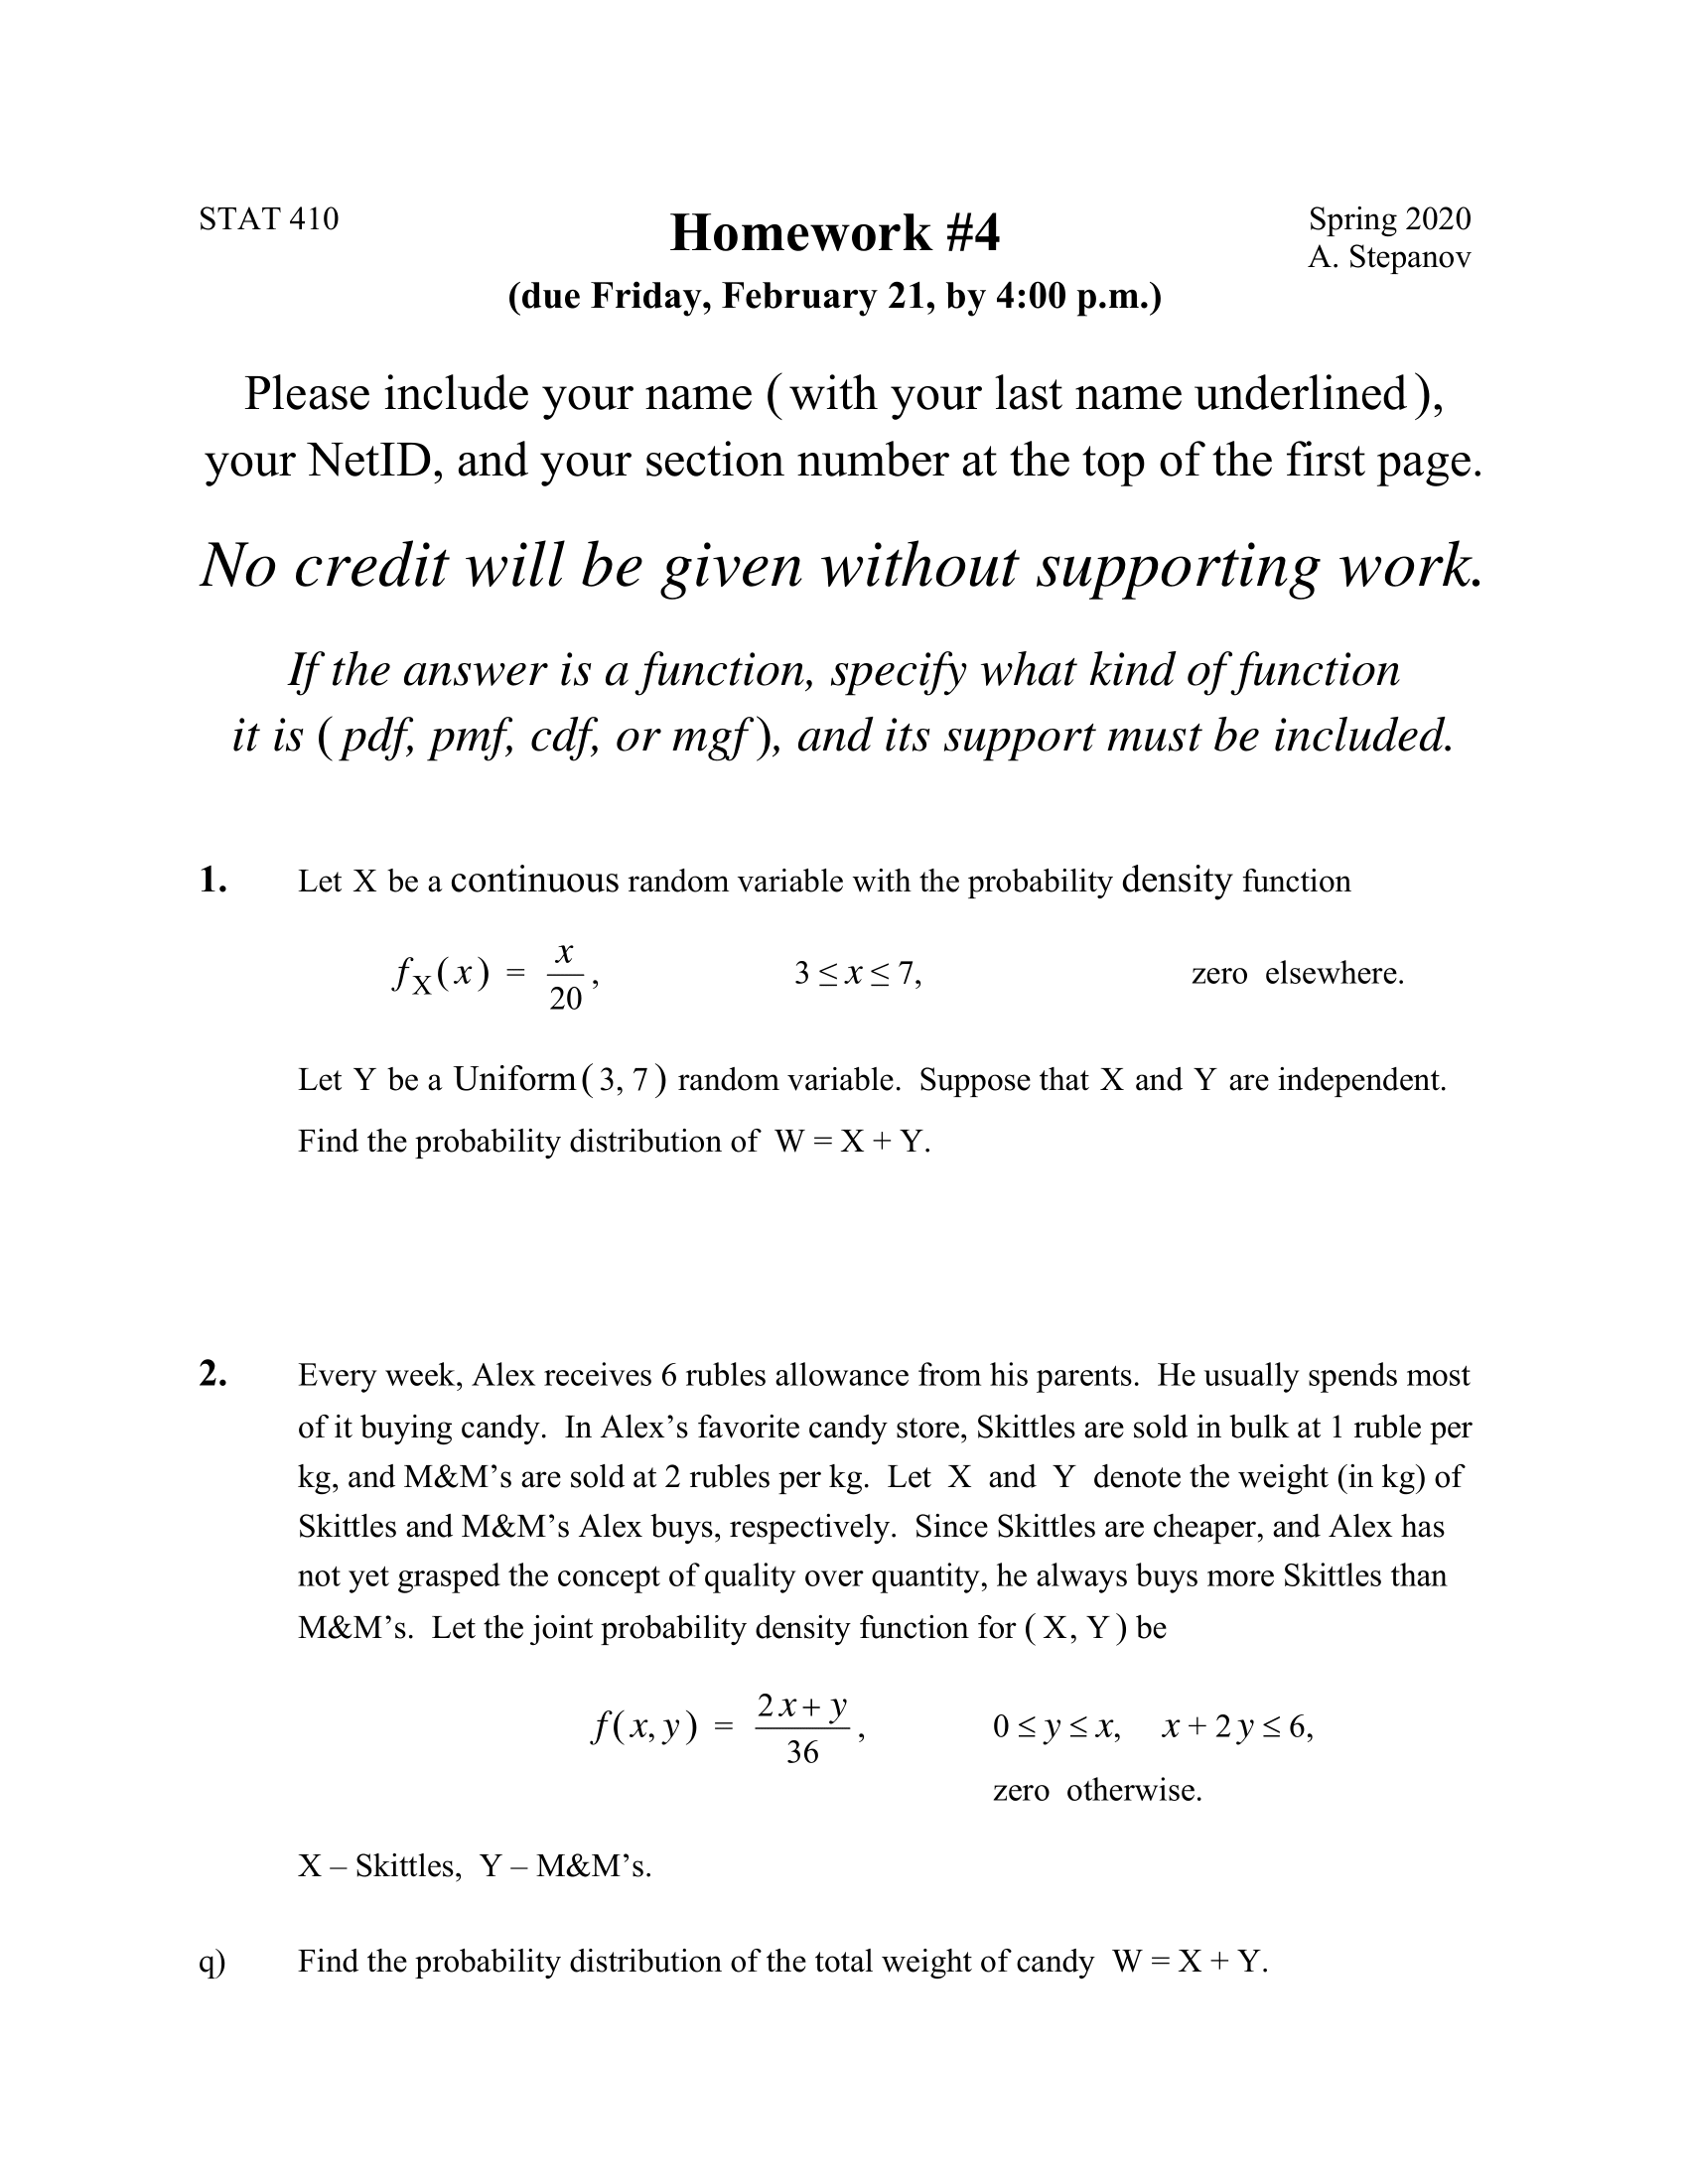 STAT 410
Homework #4
Spring 2020
A. Stepanov
(due Friday, February 21, by 4:00 p.m.)
Please include your name ( with your last name underlined ),
your NetID, and your section number at the top of the first page.
No credit will be given without supporting work.
If the answer is a function, specify what kind of function
it is ( pdf, pmf, cdf, or mgf ), and its support must be included.
1. Let X be a continuous random variable with the probability density function
f_X(x) = x/20, 3 ≤ x ≤ 7, zero elsewhere.
Let Y be a Uniform ( 3, 7 ) random variable. Suppose that X and Y are independent.
Find the probability distribution of W = X + Y.
2. Every week, Alex receives 6 rubles allowance from his parents. He usually spends most
of it buying candy. In Alex’s favorite candy store, Skittles are sold in bulk at 1 ruble per
kg, and M&M’s are sold at 2 rubles per kg. Let X and Y denote the weight (in kg) of
Skittles and M&M’s Alex buys, respectively. Since Skittles are cheaper, and Alex has
not yet grasped the concept of quality over quantity, he always buys more Skittles than
M&M’s. Let the joint probability density function for ( X, Y ) be
f(x, y) = (2x + y)/36, 0 ≤ y ≤ x, x + 2y ≤ 6,
zero otherwise.
X – Skittles, Y – M&M’s.
q) Find the probability distribution of the total weight of candy W = X + Y.